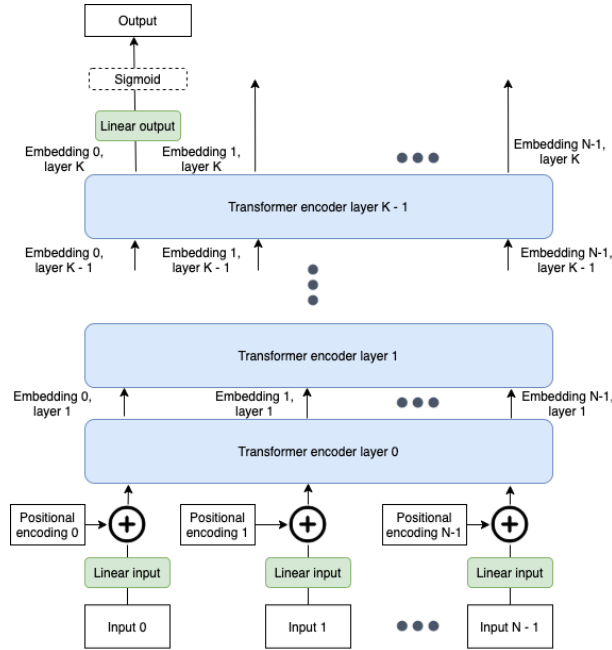 Output
Sigmoid
Linear output
Embedding 0,
layer K
Embedding 1,
layer K
Embedding N-1,
layer K
Transformer encoder layer K - 1
Embedding 0,
layer K - 1
Embedding 1,
layer K - 1
Embedding N-1,
layer K - 1
Transformer encoder layer 1
Embedding 0,
layer 1
Embedding 1,
layer 1
Embedding N-1,
layer 1
Transformer encoder layer 0
Positional
encoding 0
Positional
encoding 1
Positional
encoding N-1
Linear input
Linear input
Linear input
Input 0
Input 1
Input N - 1